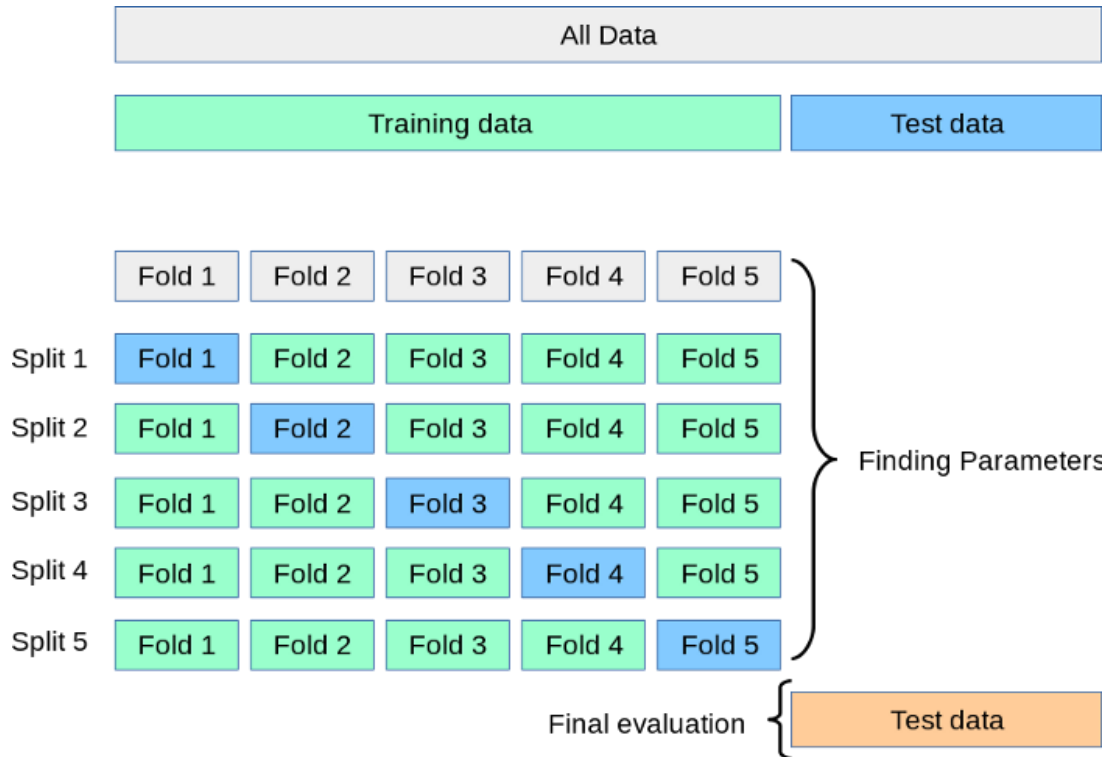 All Data
Training data Test data
Fold 1 Fold 2 Fold 3 Fold 4 Fold 5
Split 1 Fold 1 Fold 2 Fold 3 Fold 4 Fold 5
Split 2 Fold 1 Fold 2 Fold 3 Fold 4 Fold 5
Finding Parameters
Split 3 Fold 1 Fold 2 Fold 3 Fold 4 Fold 5
Split 4 Fold 1 Fold 2 Fold 3 Fold 4 Fold 5
Split 5 Fold 1 Fold 2 Fold 3 Fold 4 Fold 5
Final evaluation Test data